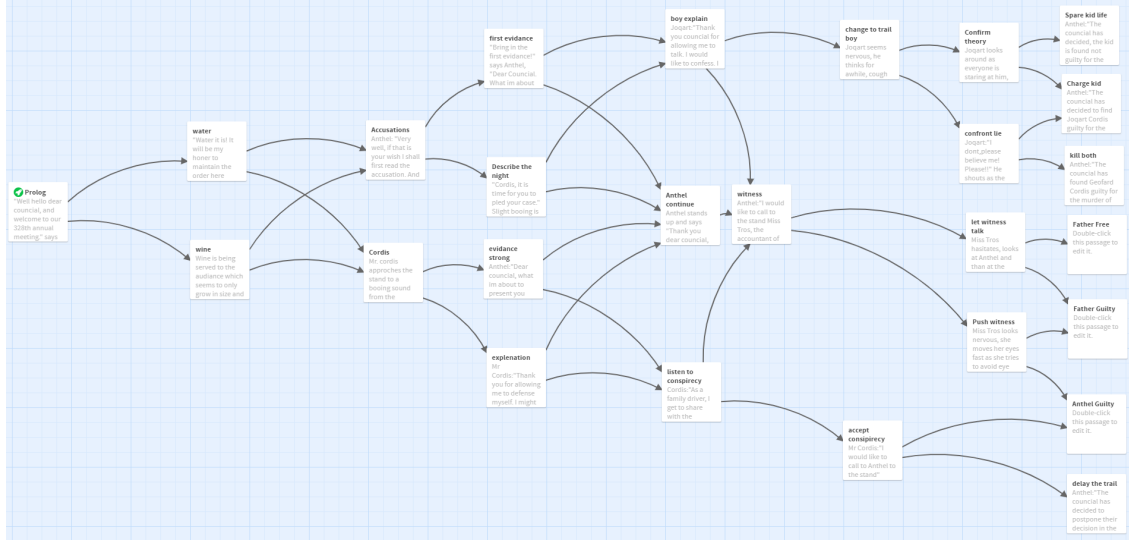 Prolog
"Well hello dear
councial, and
welcome to our
328th annual
meeting." says
water
"Water it is! It
will be my
honer to
maintain the
order here
wine
Wine is being
served to the
audience which
seems to only
grow in size and
Accusations
Anthel: "Very
well, if that is
your wish I shall
first read the
accusation. And
Cordis
Mr. cordis
approches the
stand to a
booing sound
from the
first evidance
"Bring in the
first evidance!"
says Anthel,
"Dear Councial.
What im about
Describe the
night
"Cordis, it is
time for you to
pled your case."
Slight booing is
evidance
strong
Anthel:"Dear
councial, what
im about to
present you
explenation
Mr
Cordis:"Thank
you for allowing
me to defense
myself. I might
boy explain
Joqart:"Thank
you councial for
allowing me to
talk. I would
like to confess. I
Anthel
continue
Anthel stands
up and says
"Thank you
dear councial,
witness
Anthel:"I would
like to call to
the stand Miss
Tros, the
accountant of
listen to
conspirecy
Cordis:"As a
family driver, I
get to share
with the
change to trail
boy
Joqart seems
nervous, he
thinks for
awhile, cough
accept
consipirecy
Mr Cordis:"I
would like to
call to Anthel to
the stand"
Confirm
theory
Joqart looks
around as
everyone is
staring at him,
confront lie
Joqart:"I
dont,please
believe me!
Please!!" He
shouts as the
let witness
talk
Miss Tros
hasitates, looks
at Anthel and
than at the
Push witness
Miss Tros looks
nervous, she
moves her eyes
fast as she tries
to avoid eye
Spare kid life
Anthel:"The
councial has
decided, the kid
is found not
guilty for the
Charge kid
Anthel:"The
councial has
decided to find
Joqart Cordis
guilty for the
kill both
Anthel:"The
councial has
found Geofard
Cordis guilty for
the murder of
Father Free
Double-click
this passage to
edit it.
Father Guilty
Double-click
this passage to
edit it.
Anthel Guilty
Double-click
this passage to
edit it.
delay the trail
Anthel:"The
councial has
decided to
postpone their
decision in the